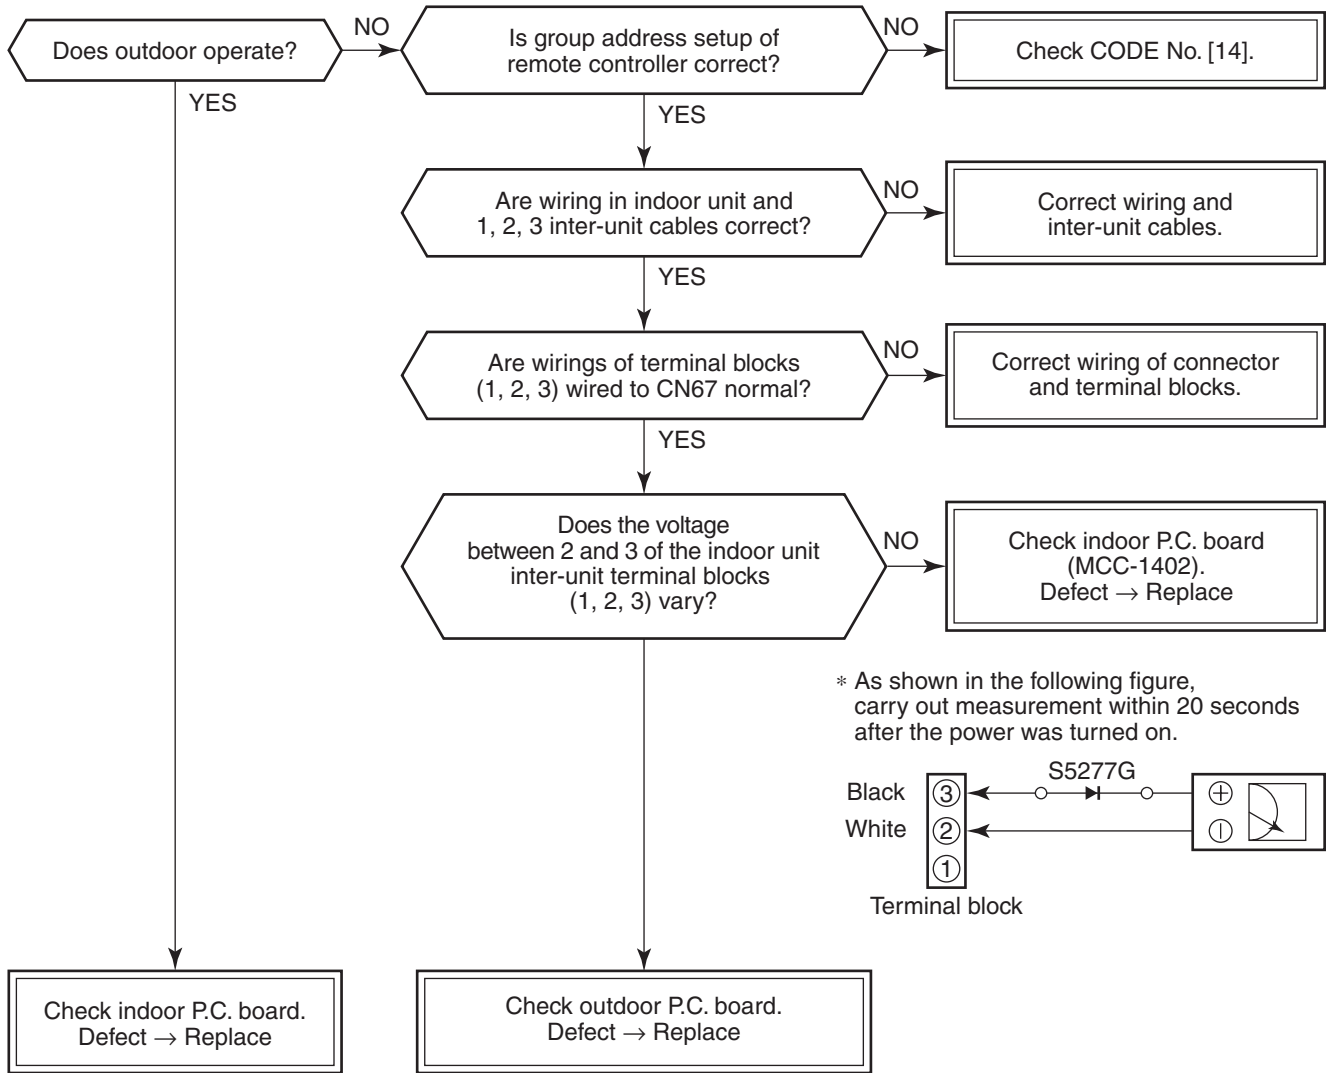 Does outdoor operate?
NO
Is group address setup of
remote controller correct?
NO
Check CODE No. [14].
YES
YES
Are wiring in indoor unit and
1, 2, 3 inter-unit cables correct?
NO
Correct wiring and
inter-unit cables.
YES
Are wirings of terminal blocks
(1, 2, 3) wired to CN67 normal?
NO
Correct wiring of connector
and terminal blocks.
YES
Does the voltage
between 2 and 3 of the indoor unit
inter-unit terminal blocks
(1, 2, 3) vary?
NO
Check indoor P.C. board
(MCC-1402).
Defect → Replace
* As shown in the following figure,
carry out measurement within 20 seconds
after the power was turned on.
S5277G
Black ③ +
White ② −
①
Terminal block
Check indoor P.C. board.
Defect → Replace
Check outdoor P.C. board.
Defect → Replace